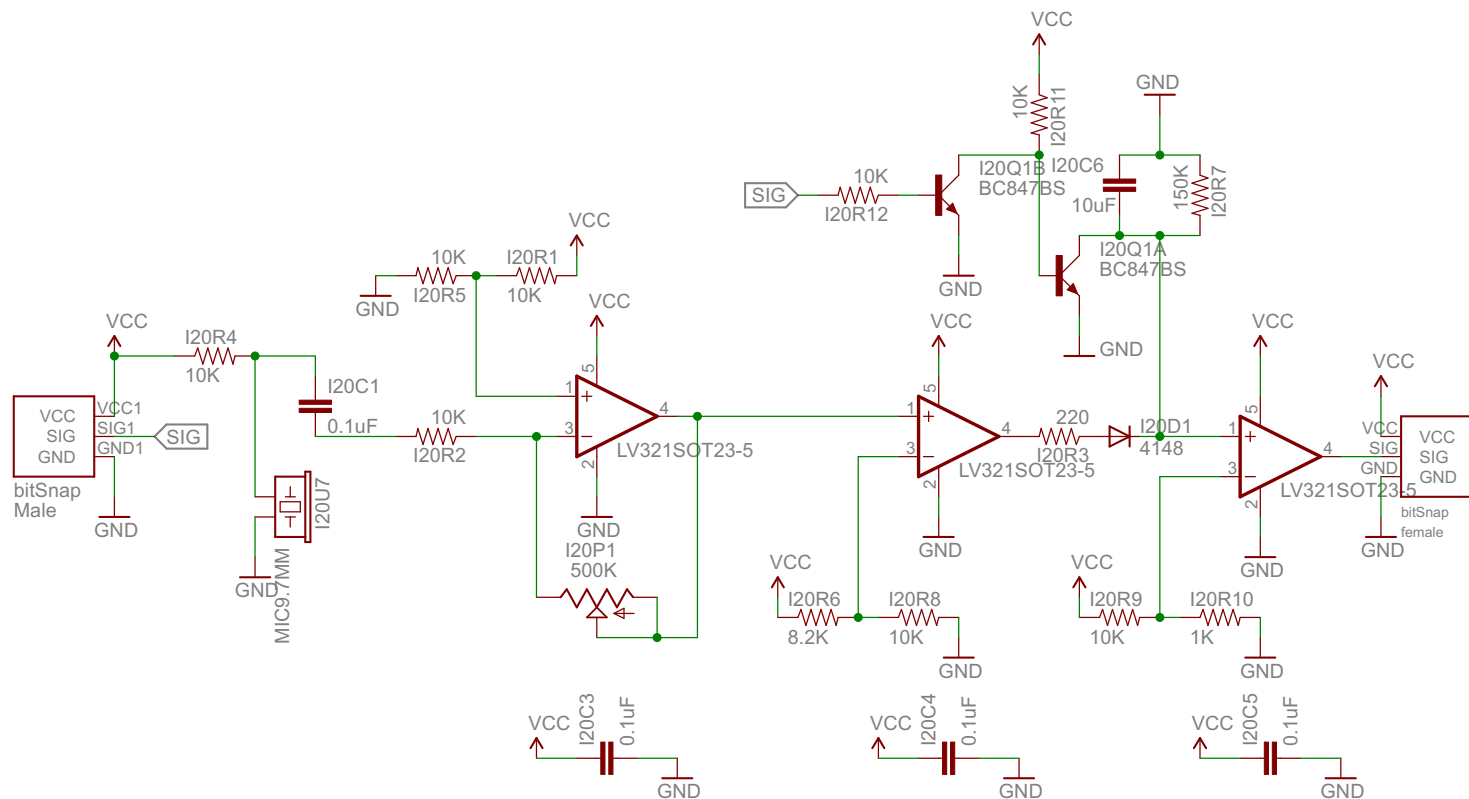 VCC
10K
I20R11
GND
I20Q1B
BC847BS
I20C6
10uF
150K
I20R7
SIG
10K
I20R12
GND
I20Q1A
BC847BS
GND
10K
I20R5
GND
I20R1
10K
VCC
VCC
I20R4
10K
VCC
SIG
GND
VCC1
SIG1
GND1
SIG
bitSnap
Male
GND
I20C1
0.1uF
I20U7
MIC9.7MM
GND
10K
I20R2
VCC
5
1
+
3
−
4
2
LV321SOT23-5
GND
I20P1
500K
VCC
5
1
+
3
−
4
2
LV321SOT23-5
GND
220
I20R3
I20D1
4148
VCC
I20R6
8.2K
I20R8
10K
GND
VCC
5
1
+
3
−
4
2
LV321SOT23-5
GND
VCC
I20R9
10K
I20R10
1K
GND
VCC
VCC
SIG
GND
VCC
SIG
GND
bitSnap
female
GND
VCC
I20C3
0.1uF
GND
VCC
I20C4
0.1uF
GND
VCC
I20C5
0.1uF
GND